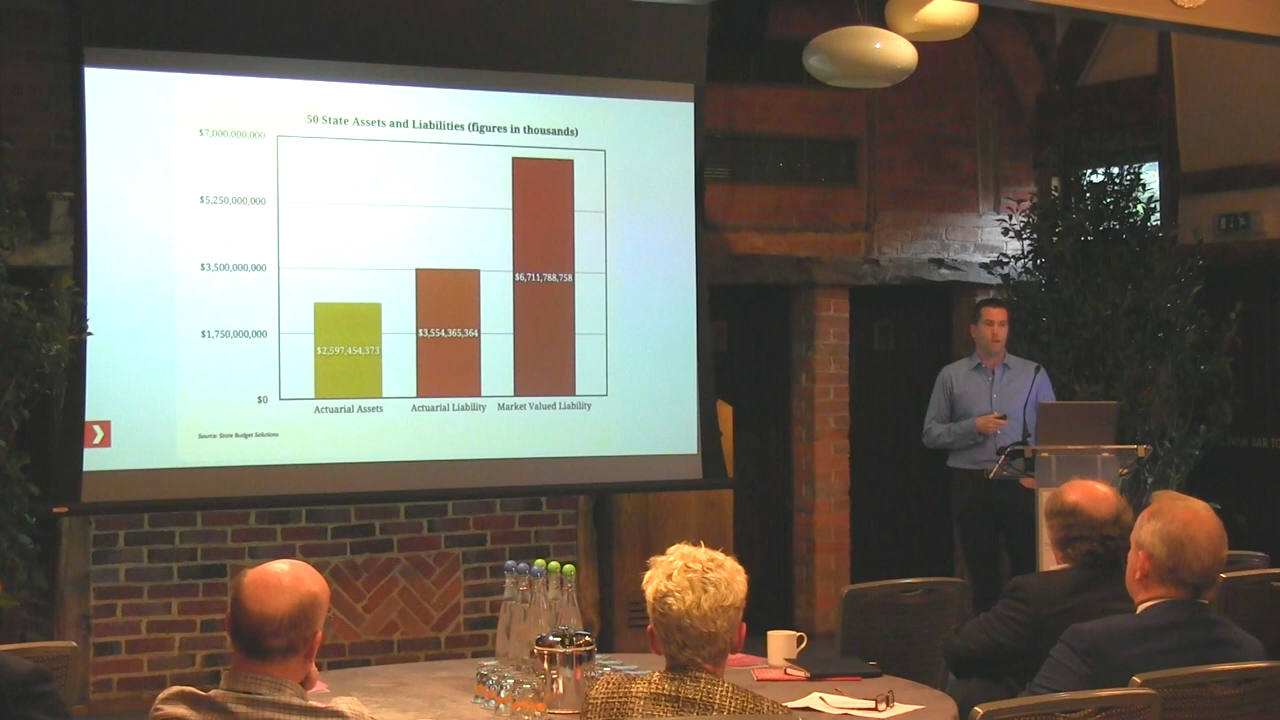 50 State Assets and Liabilities (figures in thousands)
$7,000,000,000
$5,250,000,000
$3,500,000,000
$1,750,000,000
$0
$2,597,454,373
$3,554,365,364
$6,711,788,758
Actuarial Assets
Actuarial Liability
Market Valued Liability
Source: State Budget Solutions